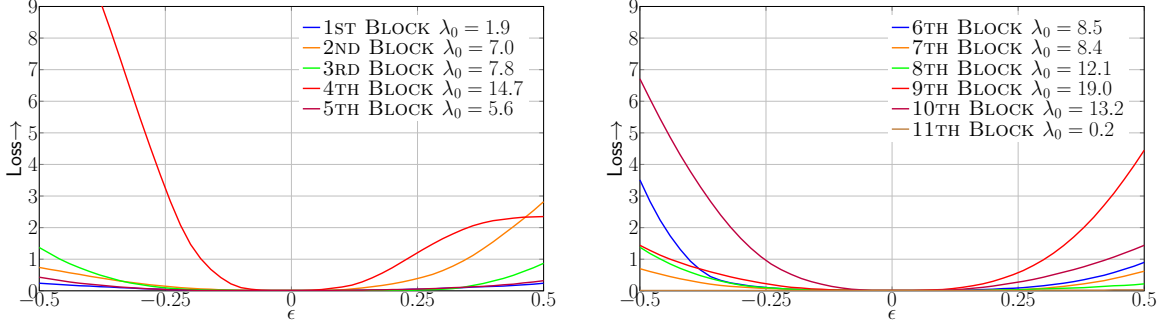 9
8
7
6
5
4
3
2
1
0
Loss→
−0.5
−0.25
0
0.25
0.5
ϵ
1ST BLOCK λ0 = 1.9
2ND BLOCK λ0 = 7.0
3RD BLOCK λ0 = 7.8
4TH BLOCK λ0 = 14.7
5TH BLOCK λ0 = 5.6
9
8
7
6
5
4
3
2
1
0
Loss→
−0.5
−0.25
0
0.25
0.5
ϵ
6TH BLOCK λ0 = 8.5
7TH BLOCK λ0 = 8.4
8TH BLOCK λ0 = 12.1
9TH BLOCK λ0 = 19.0
10TH BLOCK λ0 = 13.2
11TH BLOCK λ0 = 0.2